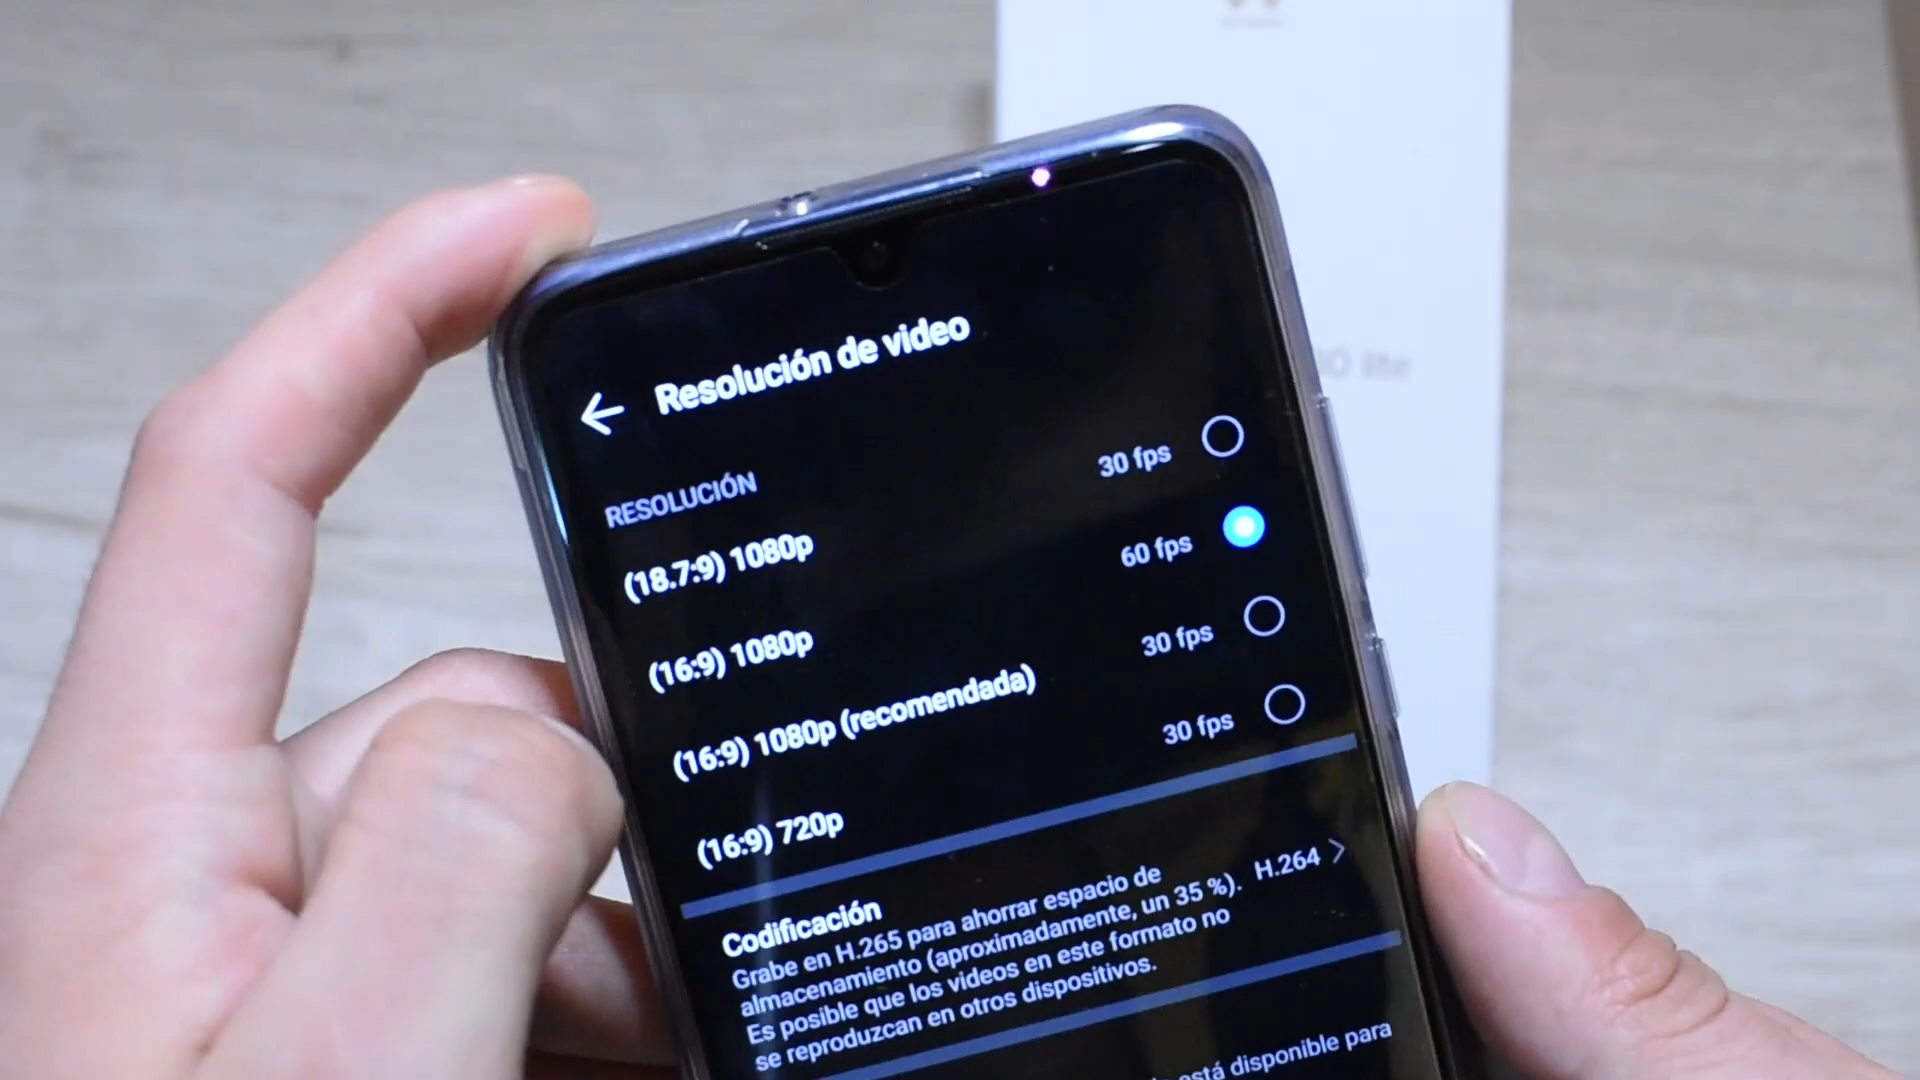 Resolución de video
RESOLUCIÓN
(18.7:9) 1080p 30 fps
(16:9) 1080p 60 fps
(16:9) 1080p (recomendada) 30 fps
(16:9) 720p 30 fps
Codificación
Grabe en H.265 para ahorrar espacio de
almacenamiento (aproximadamente, un 35 %). H.264
Es posible que los videos en este formato no
se reproduzcan en otros dispositivos.
está disponible para
lite